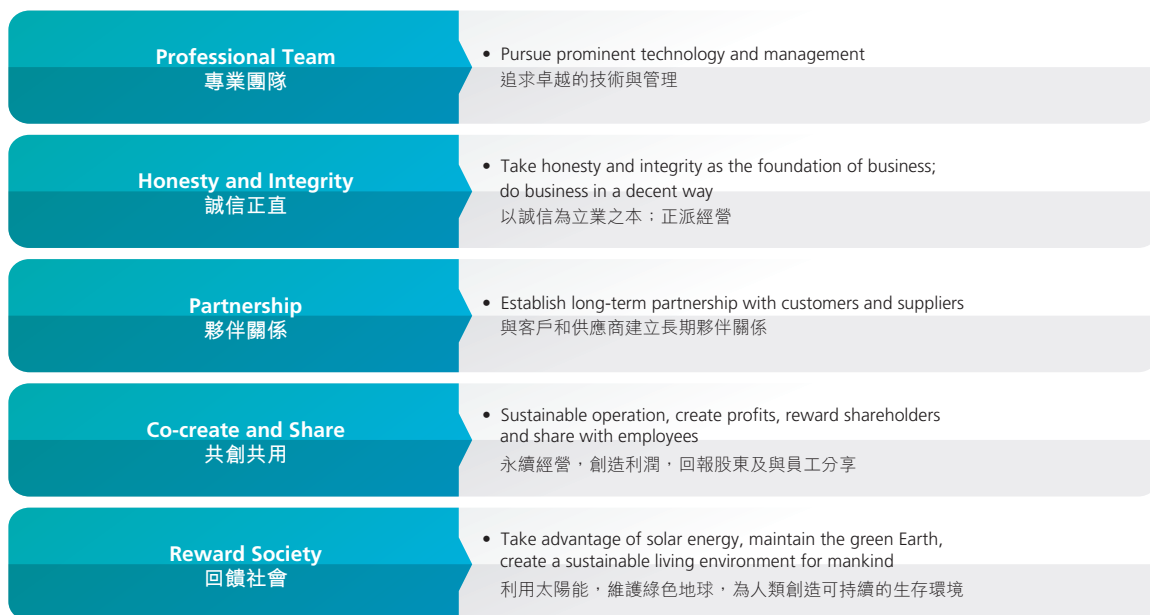 Professional Team
專業團隊
• Pursue prominent technology and management
追求卓越的技術與管理
Honesty and Integrity
誠信正直
• Take honesty and integrity as the foundation of business;
do business in a decent way
以誠信為立業之本；正派經營
Partnership
夥伴關係
• Establish long-term partnership with customers and suppliers
與客戶和供應商建立長期夥伴關係
Co-create and Share
共創共用
• Sustainable operation, create profits, reward shareholders
and share with employees
永續經營，創造利潤，回報股東及與員工分享
Reward Society
回饋社會
• Take advantage of solar energy, maintain the green Earth,
create a sustainable living environment for mankind
利用太陽能，維護綠色地球，為人類創造可持續的生存環境